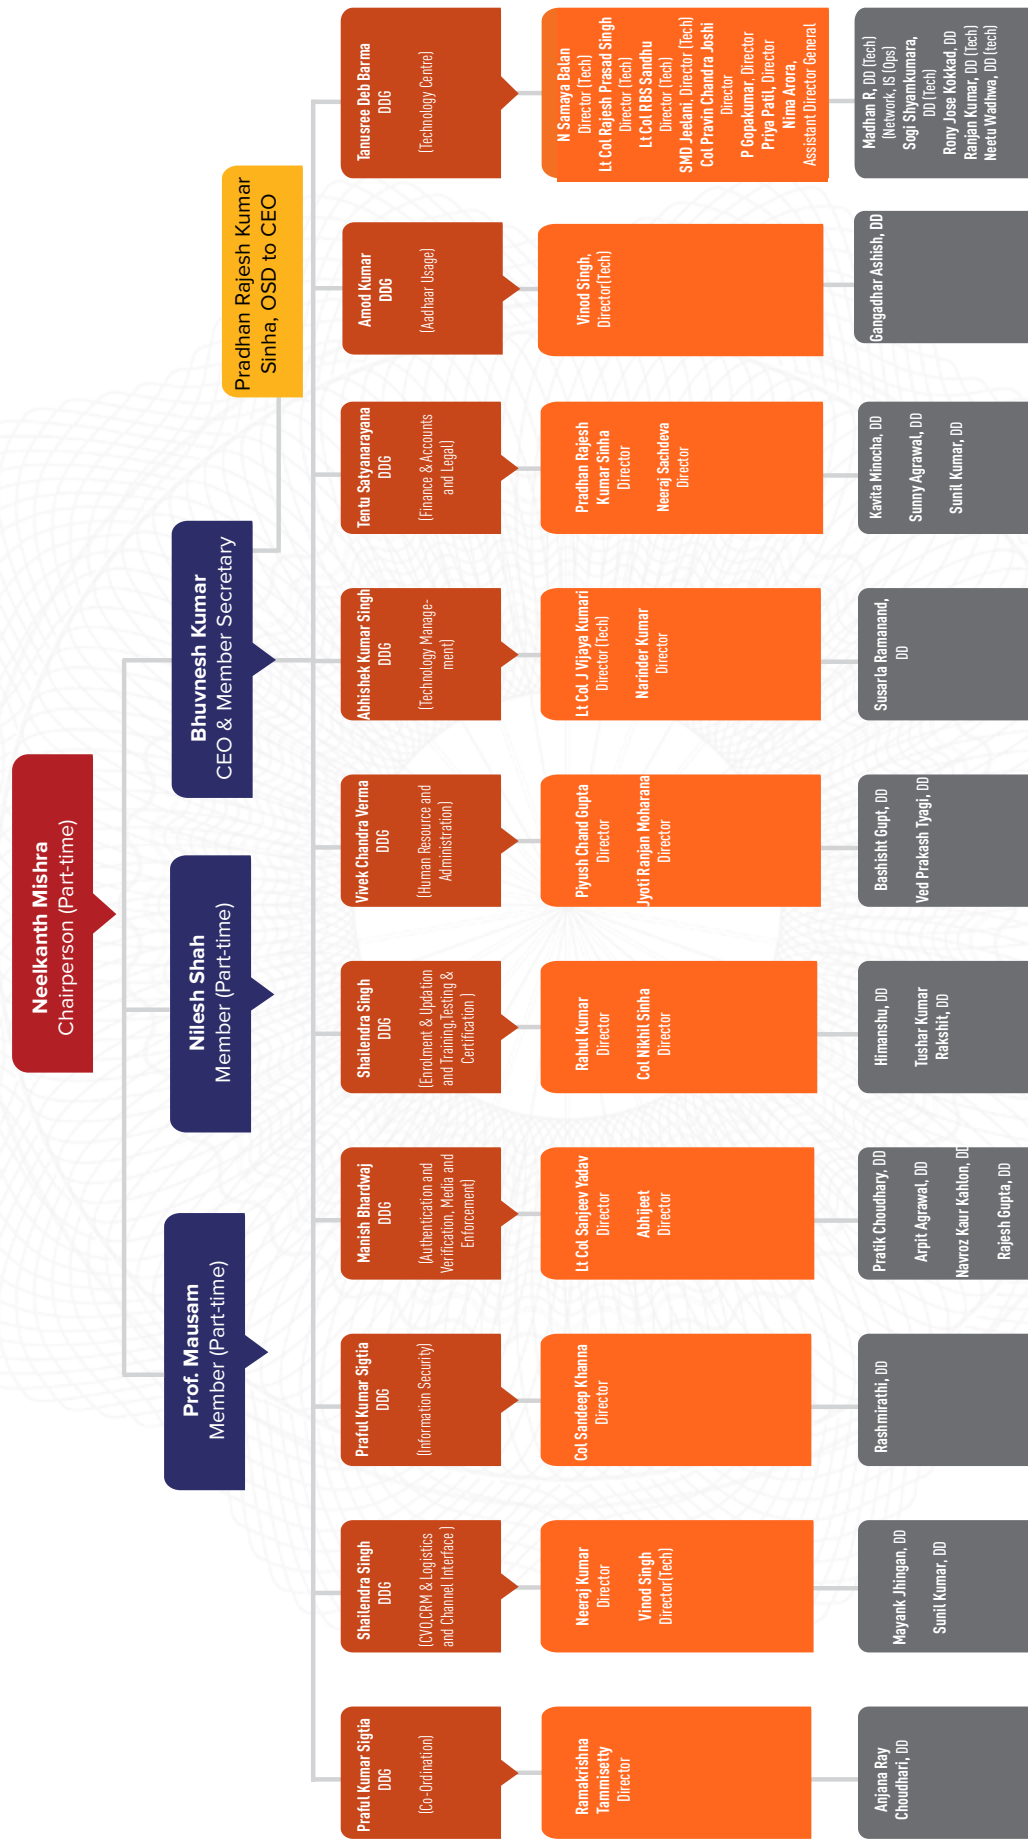 Neelkanth Mishra
Chairperson (Part-time)
Prof. Mausam
Member (Part-time)
Nilesh Shah
Member (Part-time)
Bhuvnesh Kumar
CEO & Member Secretary
Pradhan Rajesh Kumar
Sinha, OSD to CEO
Praful Kumar Sigtia
DDG
(Co-Ordination)
Ramakrishna
Tammisetty
Director
Anjana Ray
Choudhari, DD
Shailendra Singh
DDG
(CVO,CRM & Logistics
and Channel Interface )
Neeraj Kumar
Director
Vinod Singh
Director(Tech)
Mayank Jhingan, DD
Sunil Kumar, DD
Praful Kumar Sigtia
DDG
(Information Security)
Col Sandeep Khanna
Director
Rashmirathi, DD
Manish Bhardwaj
DDG
(Authentication and
Verification, Media and
Enforcement)
Lt Col Sanjeev Yadav
Director
Abhijeet
Director
Pratik Choudhary, DD
Arpit Agrawal, DD
Navroz Kaur Kahlon, DD
Rajesh Gupta, DD
Shailendra Singh
DDG
(Enrolment & Updation
and Training,Testing &
Certification )
Rahul Kumar
Director
Col Nikhil Sinha
Director
Himanshu, DD
Tushar Kumar
Rakshit, DD
Vivek Chandra Verma
DDG
(Human Resource and
Administration)
Piyush Chand Gupta
Director
Jyoti Ranjan Moharana
Director
Bashisht Gupt, DD
Ved Prakash Tyagi, DD
Abhishek Kumar Singh
DDG
(Technology Manage-
ment)
Lt Col J Vijaya Kumari
Director (Tech)
Narinder Kumar
Director
Susarla Ramanand,
DD
Tentu Satyanarayana
DDG
(Finance & Accounts
and Legal)
Pradhan Rajesh
Kumar Sinha
Director
Neeraj Sachdeva
Director
Kavita Minocha, DD
Sunny Agrawal, DD
Sunil Kumar, DD
Amod Kumar
DDG
(Aadhaar Usage)
Vinod Singh,
Director(Tech)
Gangadhar Ashish, DD
Tanusree Deb Barma
DDG
(Technology Centre)
N Samaya Balan
Director (Tech)
Lt Col Rajesh Prasad Singh
Director (Tech)
Lt Col RBS Sandhu
Director (Tech)
SMD Jeelani, Director (Tech)
Col Pravin Chandra Joshi
Director
P Gopakumar, Director
Priya Patil, Director
Nima Arora,
Assistant Director General
Madhan R, DD (Tech)
(Network, IS (Ops)
Sogi Shyamkumara,
DD (Tech)
Rony Jose Kokkad, DD
Ranjan Kumar, DD (Tech)
Neetu Wadhwa, DD (tech)